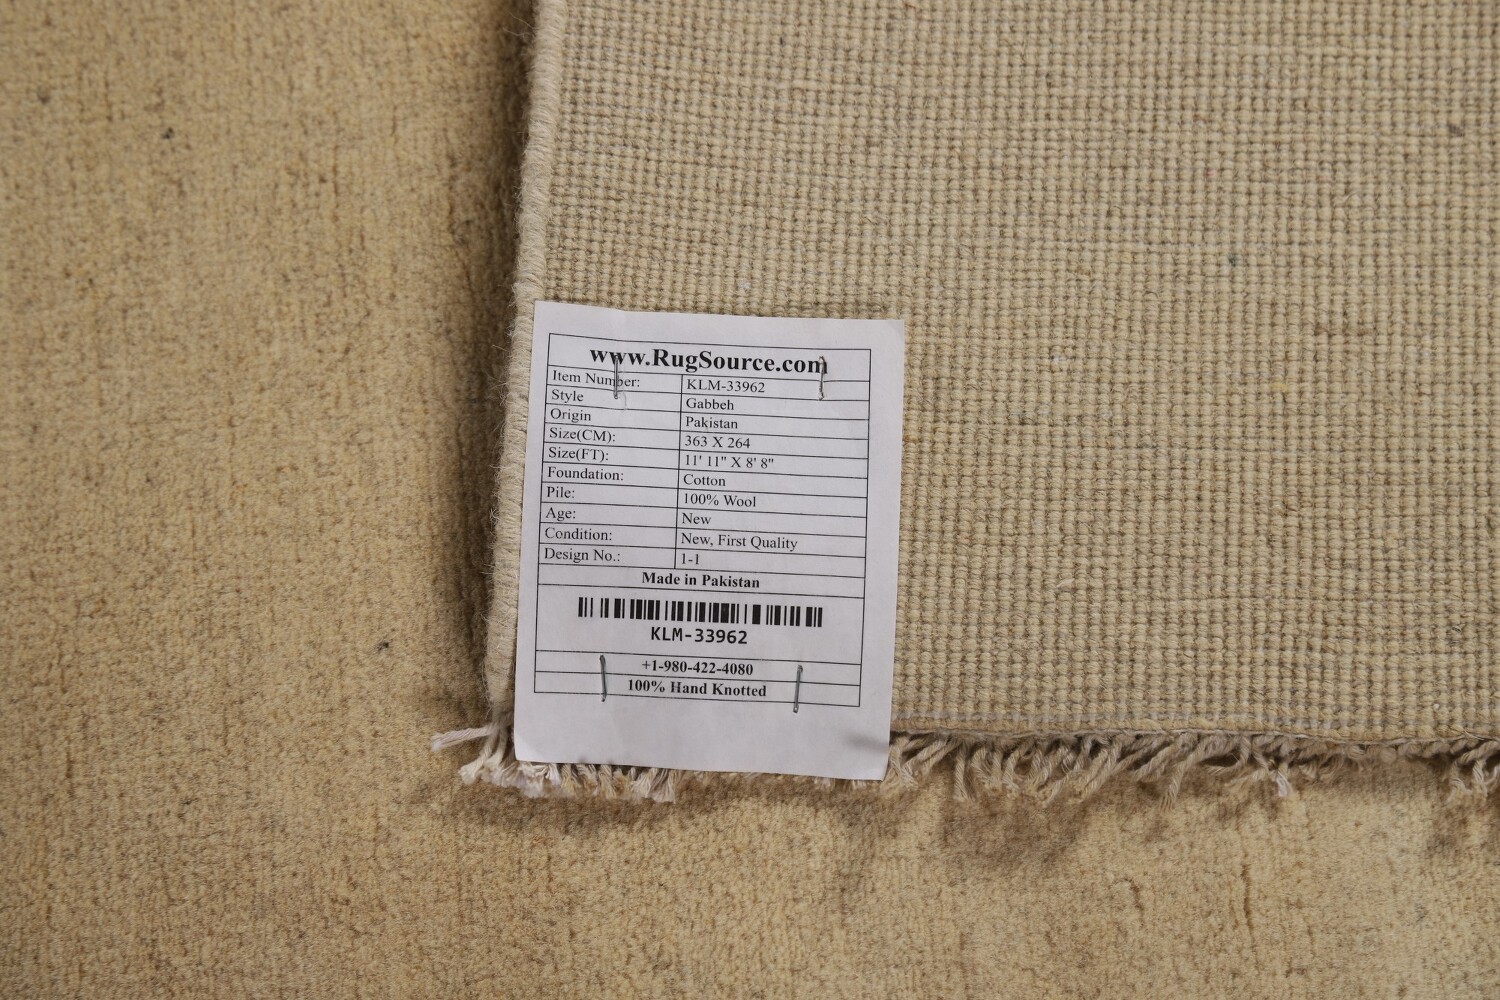 www.RugSource.com
Item Number: KLM-33962
Style Gabbeh
Origin Pakistan
Size(CM): 363 X 264
Size(FT): 11' 11" X 8' 8"
Foundation: Cotton
Pile: 100% Wool
Age: New
Condition: New, First Quality
Design No.: 1-1
Made in Pakistan
KLM-33962
+1-980-422-4080
100% Hand Knotted